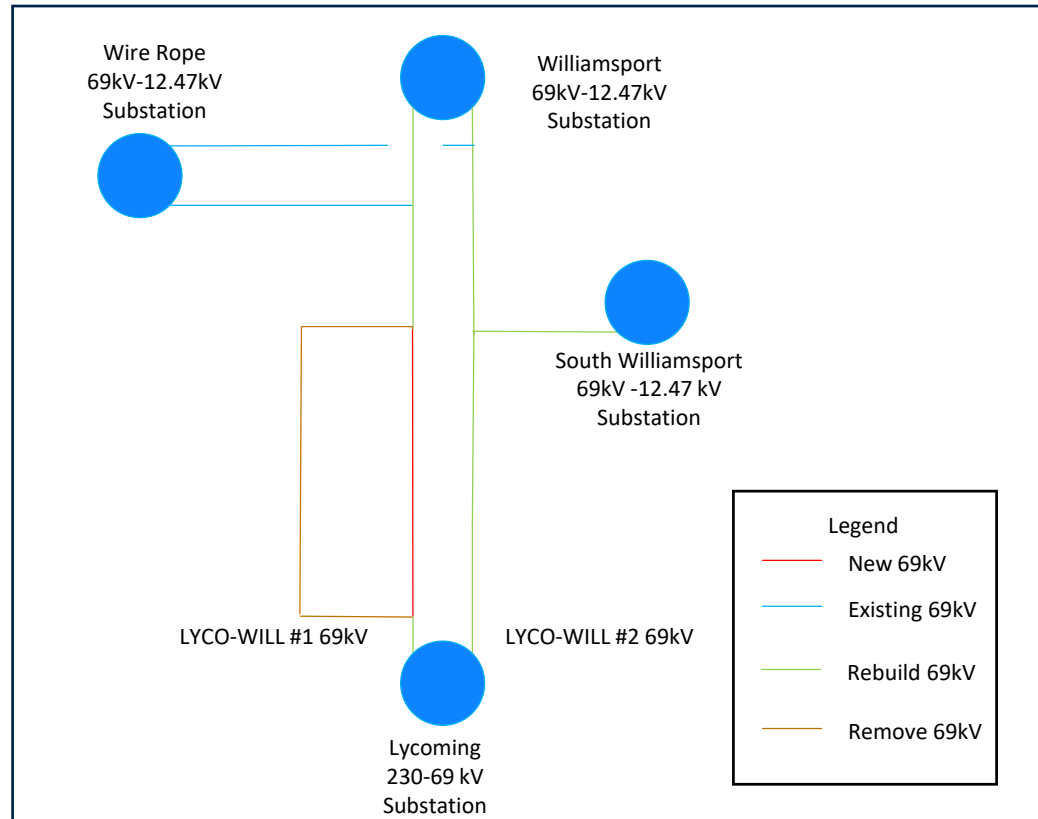 Wire Rope
69kV-12.47kV
Substation
Williamsport
69kV-12.47kV
Substation
South Williamsport
69kV -12.47 kV
Substation
LYCO-WILL #1 69kV
LYCO-WILL #2 69kV
Lycoming
230-69 kV
Substation
Legend
New 69kV
Existing 69kV
Rebuild 69kV
Remove 69kV